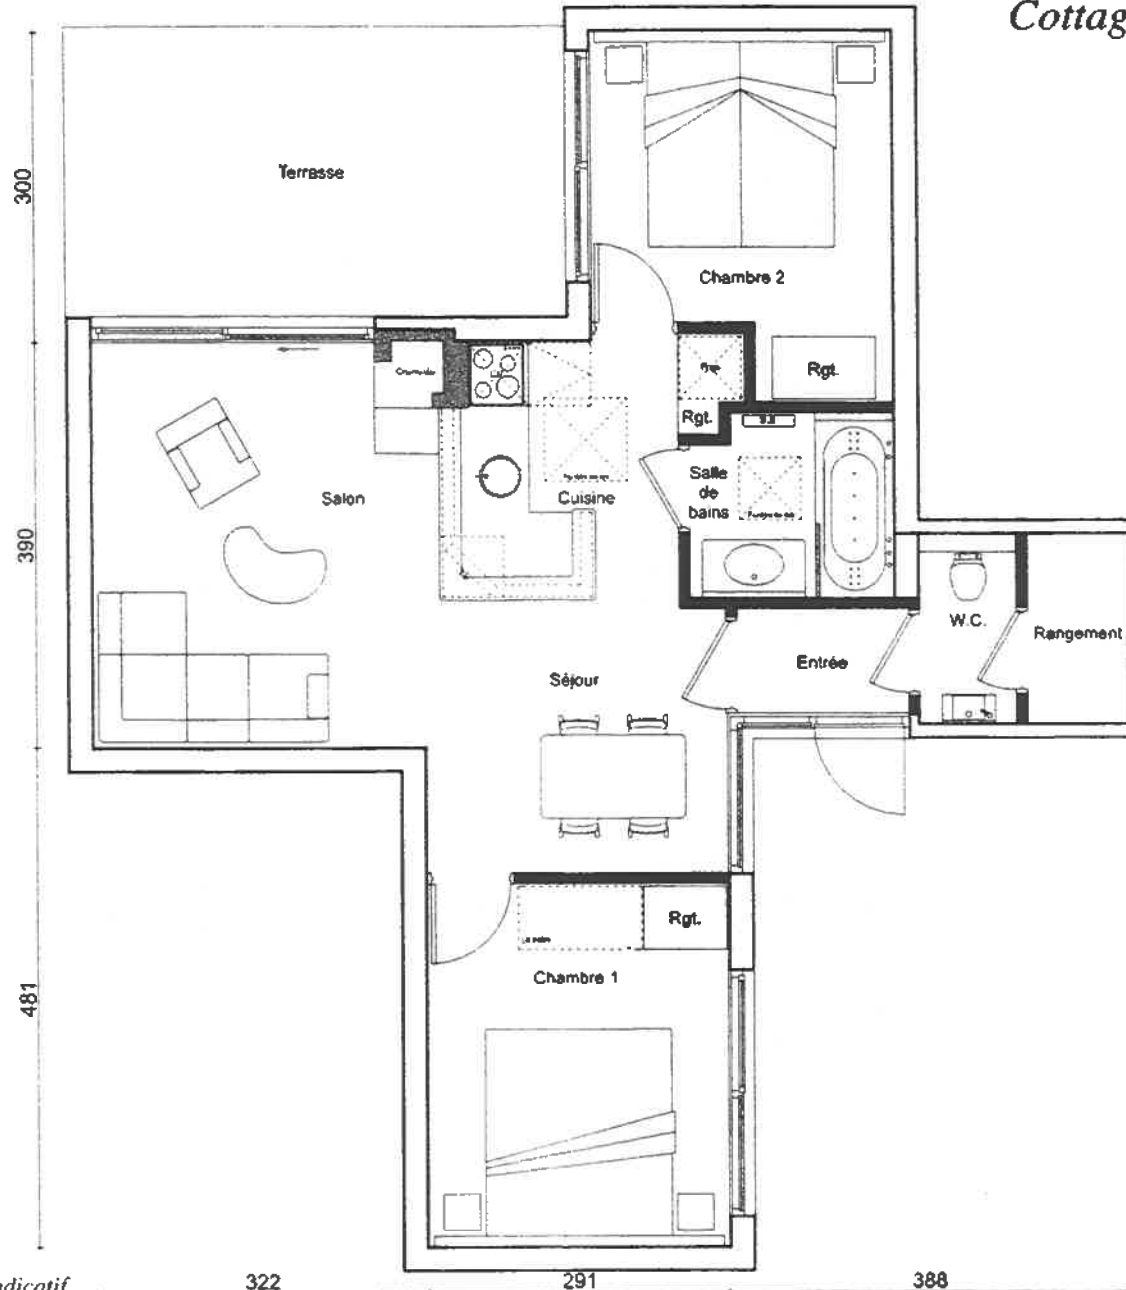 Cottag
300
Terrasse
Chambre 2
Rgt.
Rgt.
390
Salon
Cuisine
Salle
de
bains
W.C.
Rangement
Entrée
Séjour
Rgt.
481
Chambre 1
dicatif
322
291
388